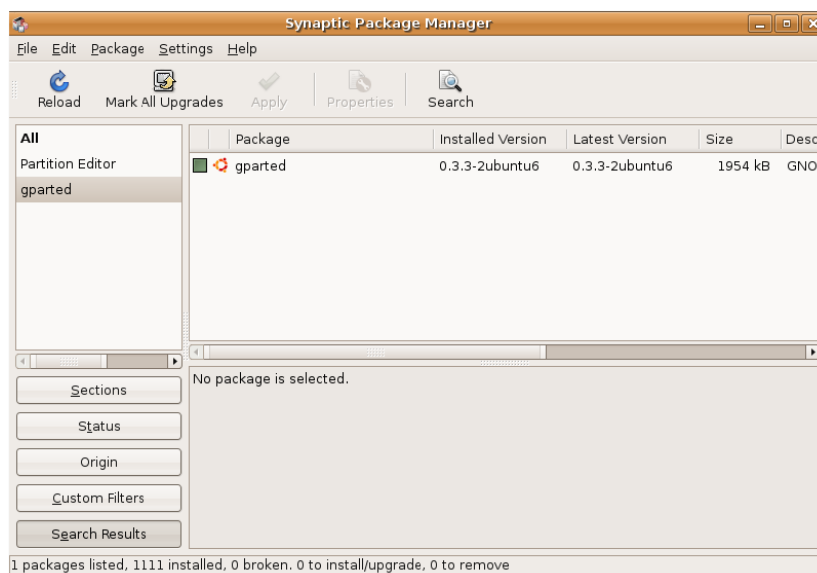 Synaptic Package Manager
File Edit Package Settings Help
Reload Mark All Upgrades Apply Properties Search
All
Partition Editor
gparted
Package Installed Version Latest Version Size Desc
gparted 0.3.3-2ubuntu6 0.3.3-2ubuntu6 1954 kB GNO
No package is selected.
Sections
Status
Origin
Custom Filters
Search Results
1 packages listed, 1111 installed, 0 broken. 0 to install/upgrade, 0 to remove